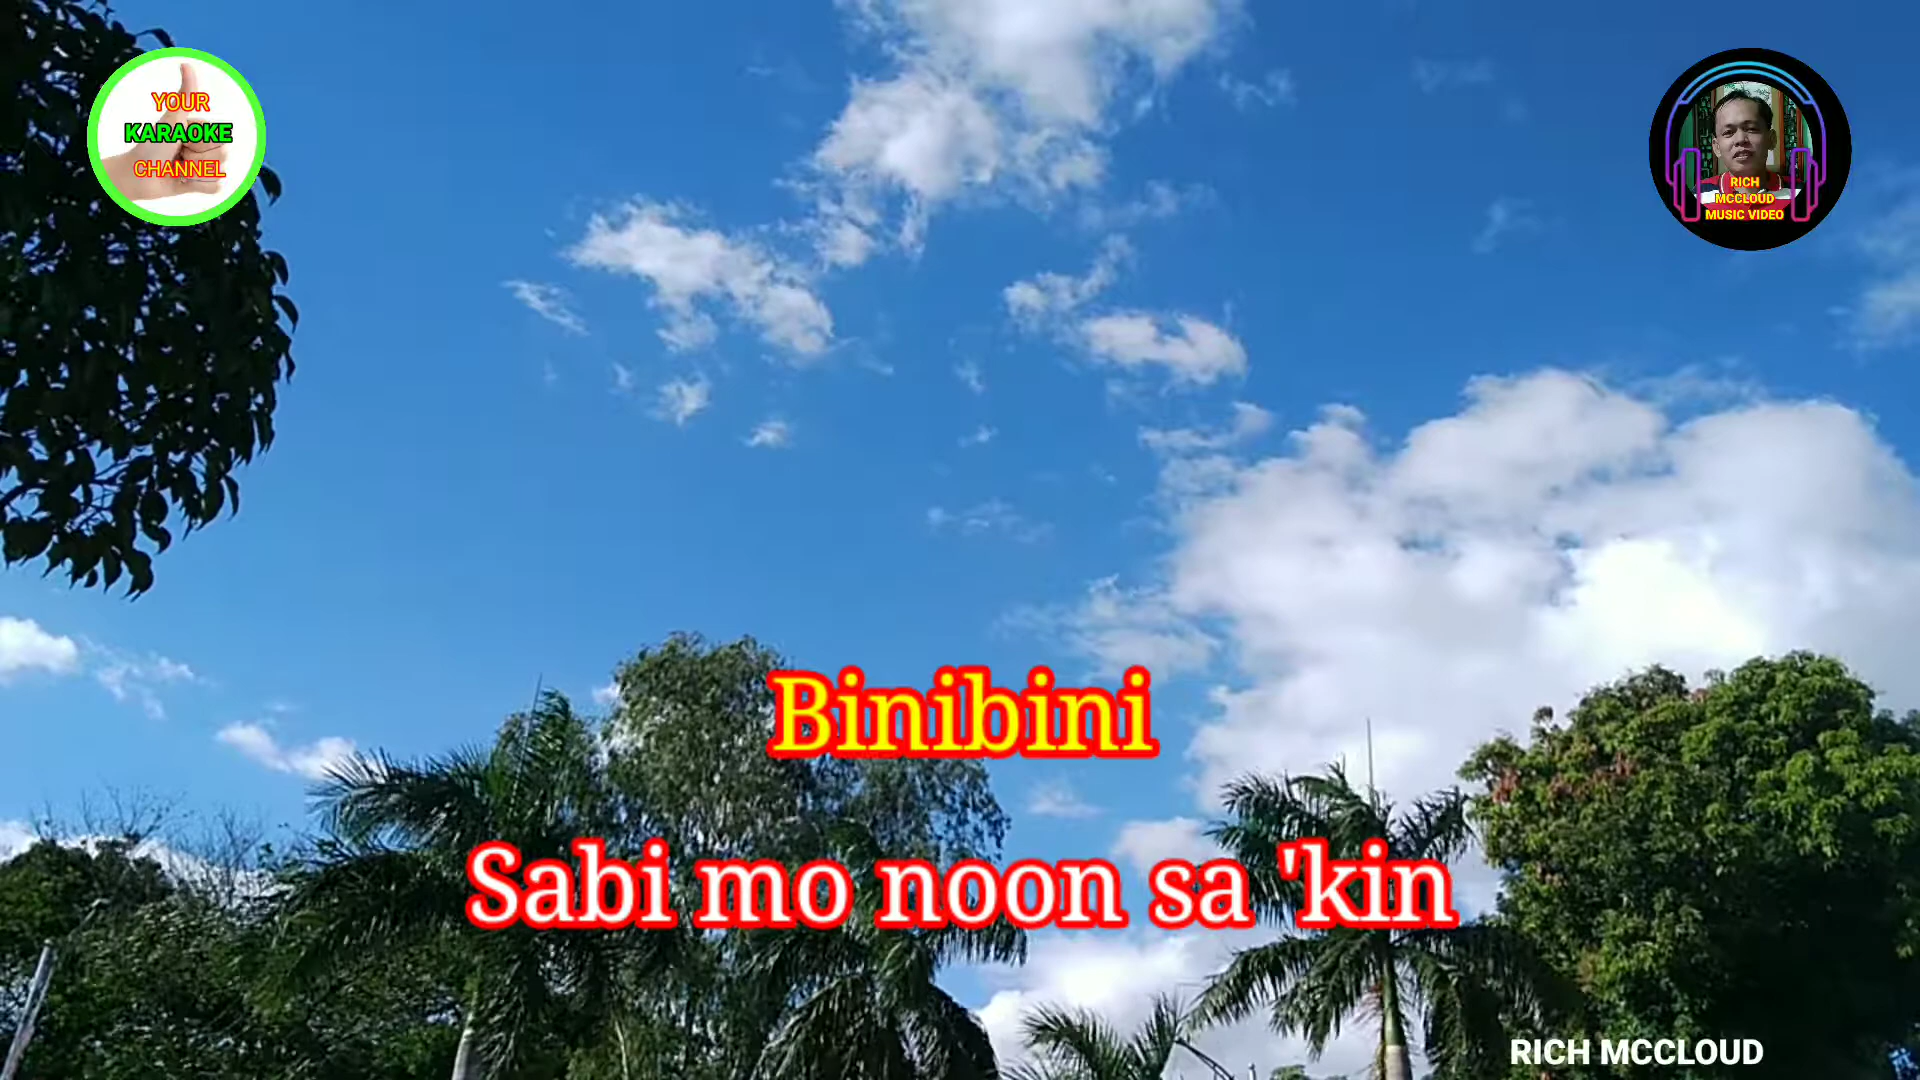 YOUR
KARAOKE
CHANNEL
RICH
MCCLOUD
MUSIC VIDEO
Binibini
Sabi mo noon sa 'kin
RICH MCCLOUD